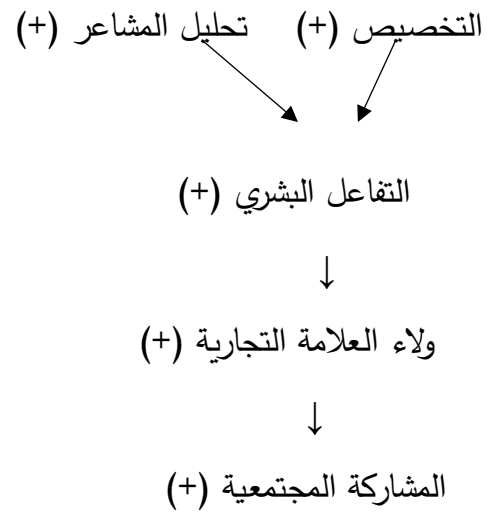 التخصيص (+) تحليل المشاعر (+)
التفاعل البشري (+)
↓
ولاء العلامة التجارية (+)
↓
المشاركة المجتمعية (+)